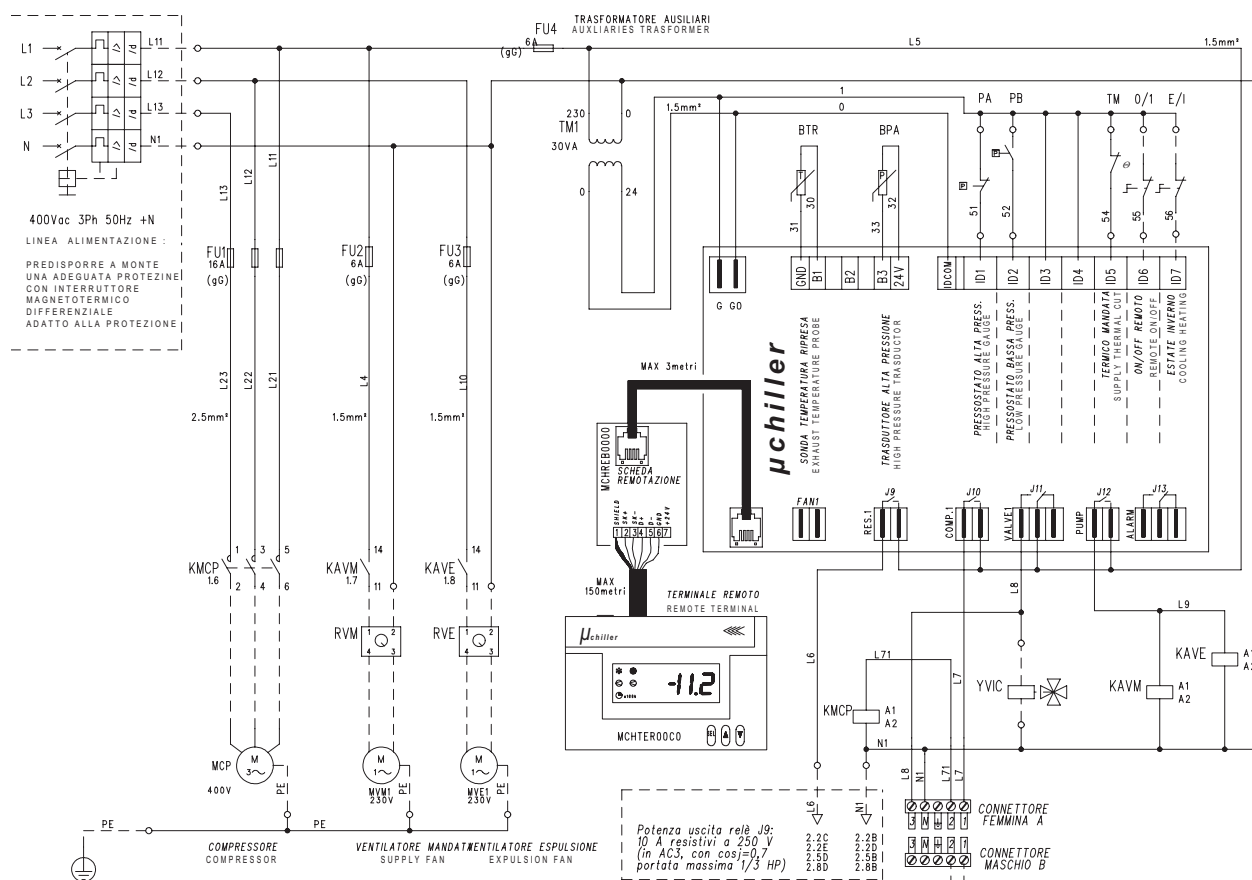 TRASFORMATORE AUSILIARI
AUXLIARIES TRASFORMER
FU4
6A
(gG)
L5
1.5mm²
L1
L2
L3
N
L11
L12
L13
N1
L13
L12
L11
400Vac 3Ph 50Hz +N
LINEA ALIMENTAZIONE :
PREDISPORRE A MONTE
UNA ADEGUATA PROTEZINE
CON INTERRUTTORE
MAGNETOTERMICO
DIFFERENZIALE
ADATTO ALLA PROTEZIONE
FU1
16A
(gG)
FU2
6A
(gG)
FU3
6A
(gG)
230
0
TM1
30VA
0
24
1.5mm²
1
0
BTR
BPA
T
P
31
30
33
32
PA
PB
TM
0/1
E/I
P
P
51
52
54
55
56
G
G0
GND
B1
B2
B3
24V
IDCOM
ID1
ID2
ID3
ID4
ID5
ID6
ID7
L23
L22
L21
2.5mm²
L4
1.5mm²
L10
1.5mm²
µchiller
SONDA TEMPERATURA RIPRESA
EXHAUST TEMPERATURE PROBE
TRASDUTTORE ALTA PRESSIONE
HIGH PRESSURE TRASDUCTOR
PRESSOSTATO ALTA PRESS.
HIGH PRESSURE GAUGE
PRESSOSTATO BASSA PRESS.
LOW PRESSURE GAUGE
TERMICO MANDATA
SUPPLY THERMAL CUT
ON/OFF REMOTO
REMOTE ON/OFF
ESTATE INVERNO
COOLING HEATING
MAX 3metri
MCHREB0000
SCHEDA
REMOTAZIONE
SHIELD
SK+
SK-
D+
D-
GND
+24V
1 2 3 4 5 6 7
FAN1
J9
RES.1
J10
COMP.1
J11
VALVE1
J12
PUMP
J13
ALARM
KMCP
1.6
1
3
5
2
4
6
KAVM
1.7
14
11
KAVE
1.8
14
11
RVM
1 2
4 3
RVE
1 2
4 3
MAX
150metri
TERMINALE REMOTO
REMOTE TERMINAL
µchiller
-11.2
x100h
MCHTER00C0
SEL
L8
L9
L6
L71
L7
KMCP
A1
A2
YVIC
KAVM
A1
A2
KAVE
A1
A2
N1
MCP
400V
M
3~
M
1~
MVM1
230V
M
1~
MVE1
230V
PE
PE
PE
PE
PE
COMPRESSORE
COMPRESSOR
VENTILATORE MANDATA
SUPPLY FAN
VENTILATORE ESPULSIONE
EXPULSION FAN
Potenza uscita relè J9:
10 A resistivi a 250 V
(in AC3, con cosj=0,7
portata massima 1/3 HP)
L6
N1
2.2C
2.2E
2.5D
2.8D
2.2B
2.2D
2.5B
2.8B
L8
N1
L71
L7
3 N 2 1
CONNETTORE
FEMMINA A
3 N 2 1
CONNETTORE
MASCHIO B